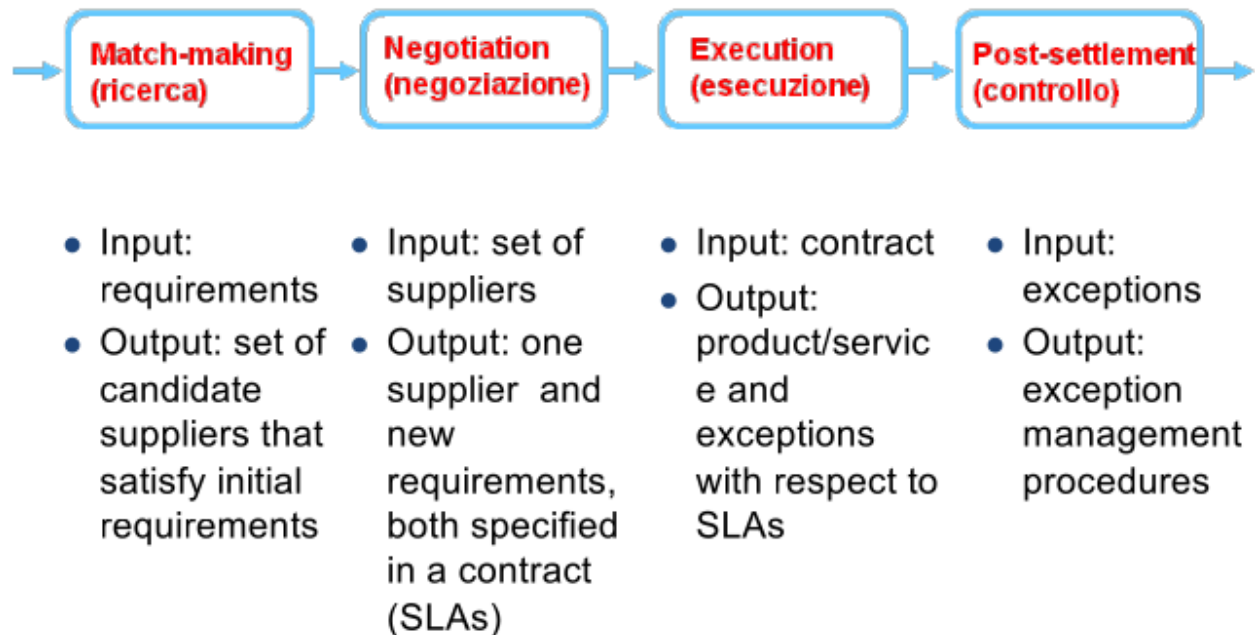 Match-making
(ricerca)
Negotiation
(negoziazione)
Execution
(esecuzione)
Post-settlement
(controllo)
• Input:
requirements
• Output: set of
candidate
suppliers that
satisfy initial
requirements
• Input: set of
suppliers
• Output: one
supplier and
new
requirements,
both specified
in a contract
(SLAs)
• Input: contract
• Output:
product/servic
e and
exceptions
with respect to
SLAs
• Input:
exceptions
• Output:
exception
management
procedures